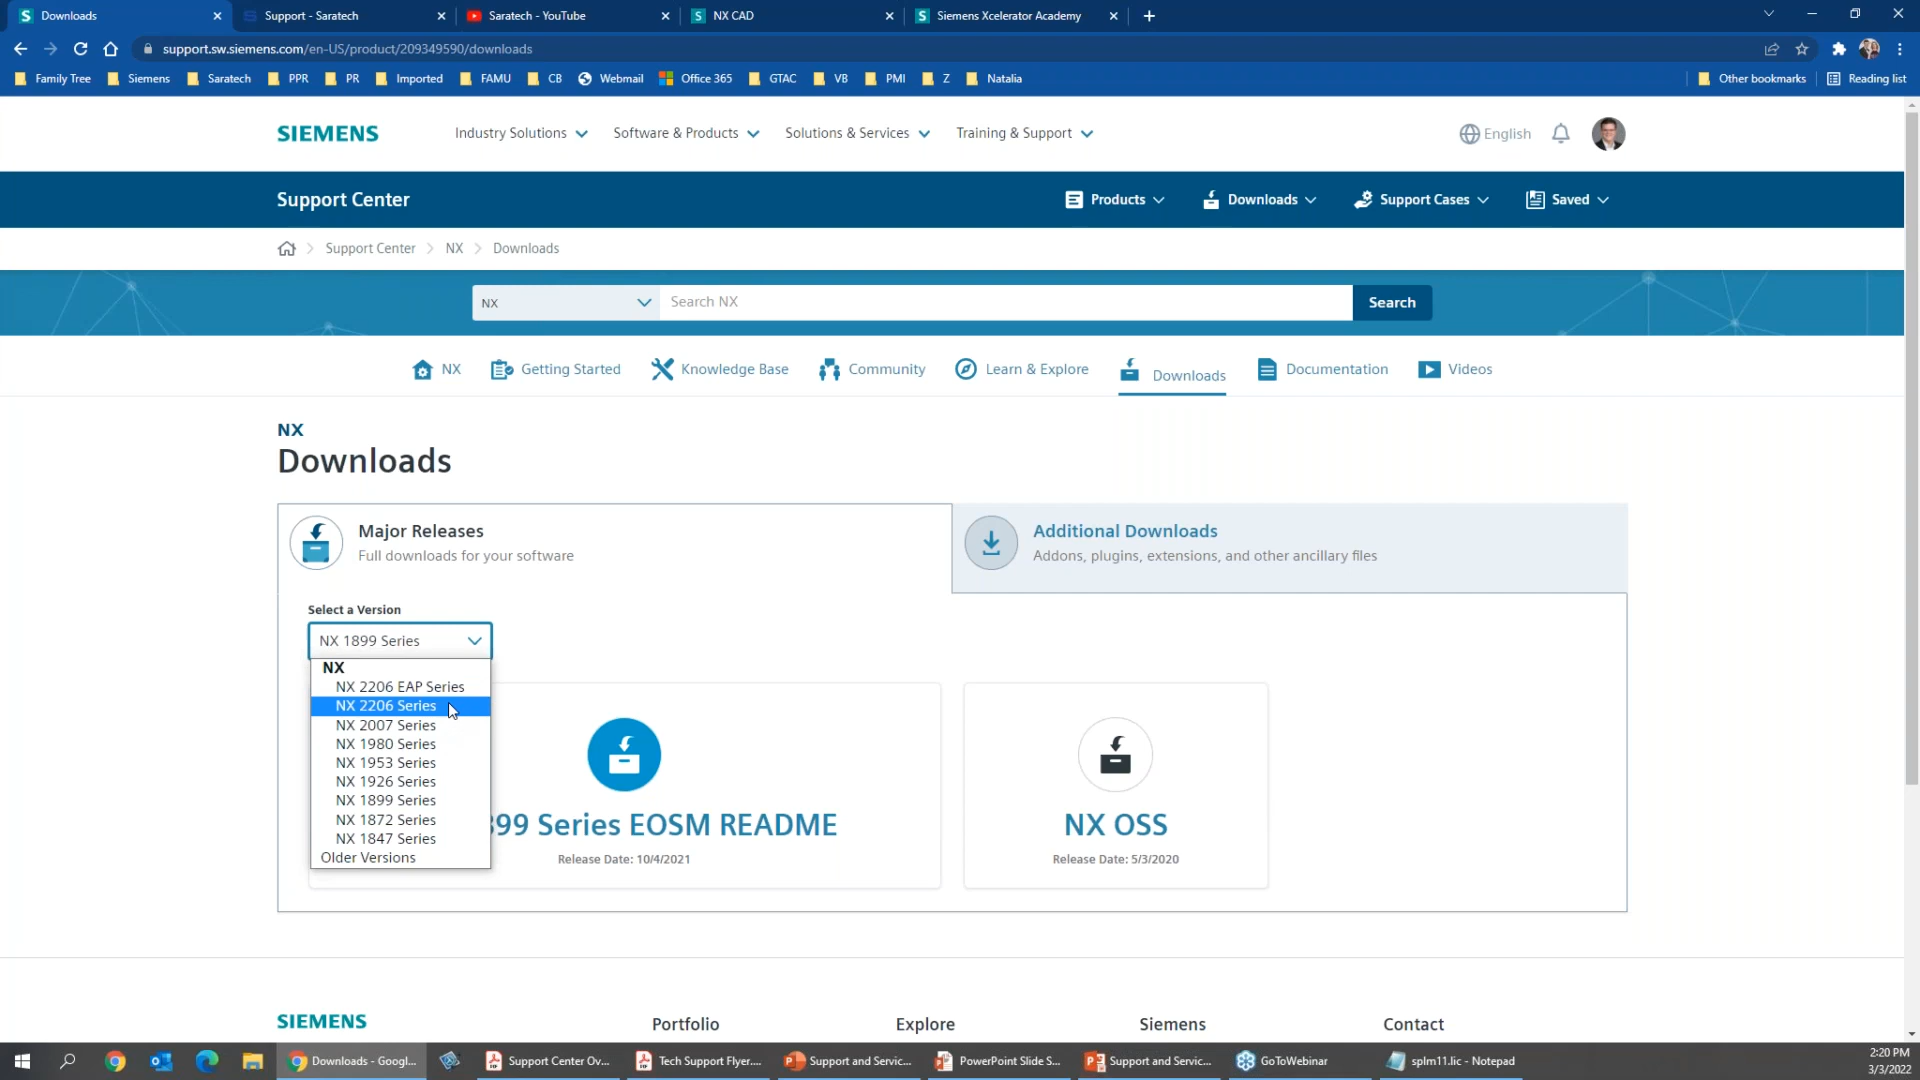 Downloads
Support - Saratech
Saratech - YouTube
NX CAD
Siemens Xcelerator Academy
support.sw.siemens.com/en-US/product/209349590/downloads
Family Tree
Siemens
Saratech
PPR
PR
Imported
FAMU
CB
Webmail
Office 365
GTAC
VB
PMI
Z
Natalia
Other bookmarks
Reading list
SIEMENS
Industry Solutions
Software & Products
Solutions & Services
Training & Support
English
Support Center
Products
Downloads
Support Cases
Saved
Support Center
NX
Downloads
NX
Search NX
Search
NX
Getting Started
Knowledge Base
Community
Learn & Explore
Downloads
Documentation
Videos
NX
Downloads
Major Releases
Full downloads for your software
Additional Downloads
Addons, plugins, extensions, and other ancillary files
Select a Version
NX 1899 Series
NX
NX 2206 EAP Series
NX 2206 Series
NX 2007 Series
NX 1980 Series
NX 1953 Series
NX 1926 Series
NX 1899 Series
NX 1872 Series
NX 1847 Series
Older Versions
99 Series EOSM README
Release Date: 10/4/2021
NX OSS
Release Date: 5/3/2020
SIEMENS
Portfolio
Explore
Siemens
Contact
Downloads - Googl...
Support Center Ov...
Tech Support Flyer....
Support and Servic...
PowerPoint Slide S...
Support and Servic...
GoToWebinar
splm11.lic - Notepad
2:20 PM
3/3/2022